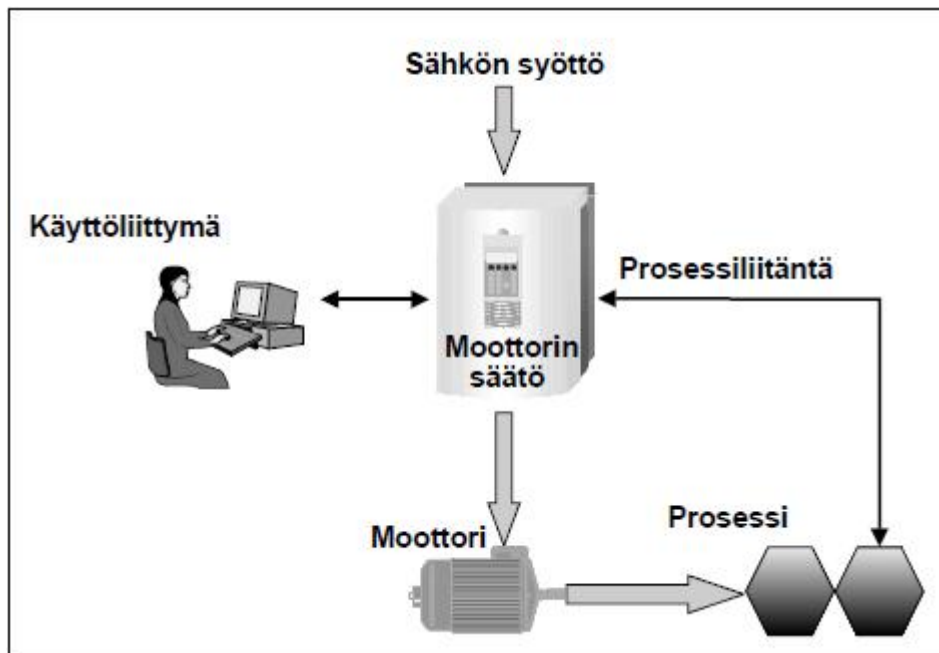 Sähkön syöttö
Käyttöliittymä
Prosessiliitäntä
Moottorin
säätö
Moottori
Prosessi